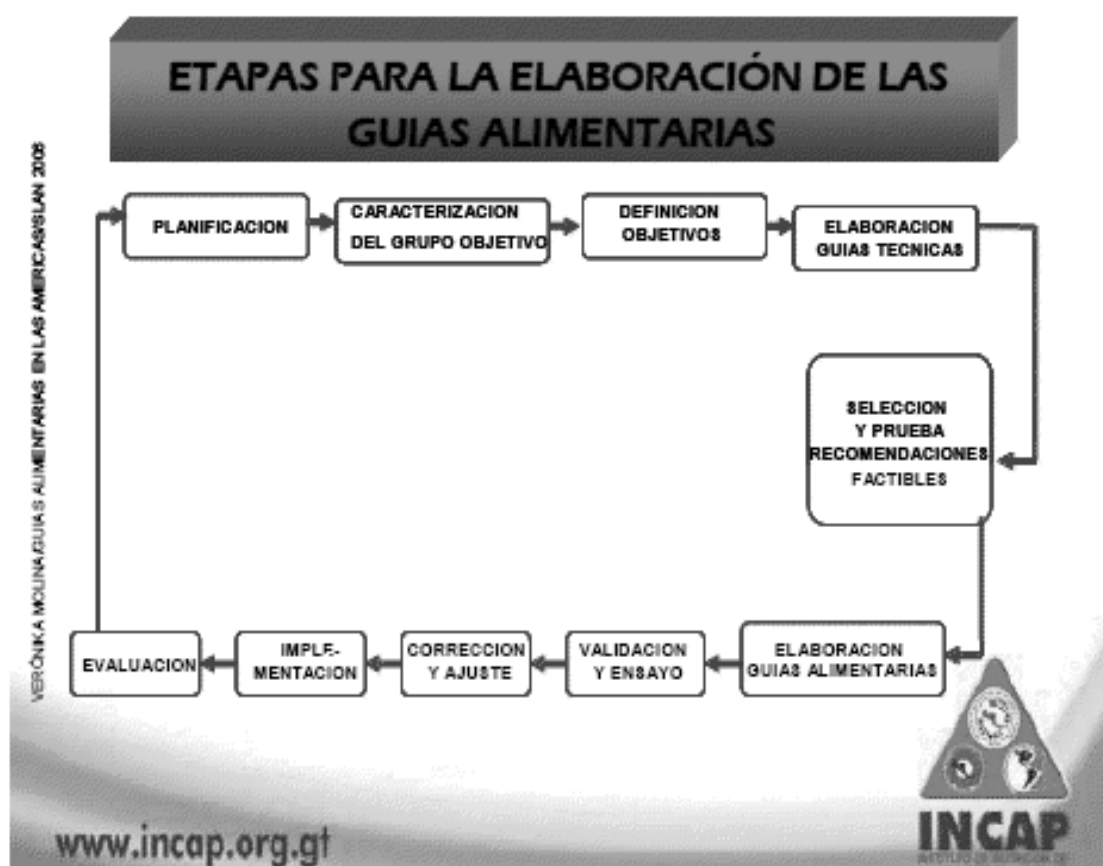 ETAPAS PARA LA ELABORACIÓN DE LAS
GUIAS ALIMENTARIAS
VERÓNIKA MOLINA/GUIAS ALIMENTARIAS EN LAS AMERICAS/SLAN 2006
PLANIFICACION
CARACTERIZACION
DEL GRUPO OBJETIVO
DEFINICION
OBJETIVOS
ELABORACION
GUIAS TECNICAS
SELECCION
Y PRUEBA
RECOMENDACIONES
FACTIBLES
ELABORACION
GUIAS ALIMENTARIAS
VALIDACION
Y ENSAYO
CORRECCION
Y AJUSTE
IMPLE-
MENTACION
EVALUACION
www.incap.org.gt
INCAP